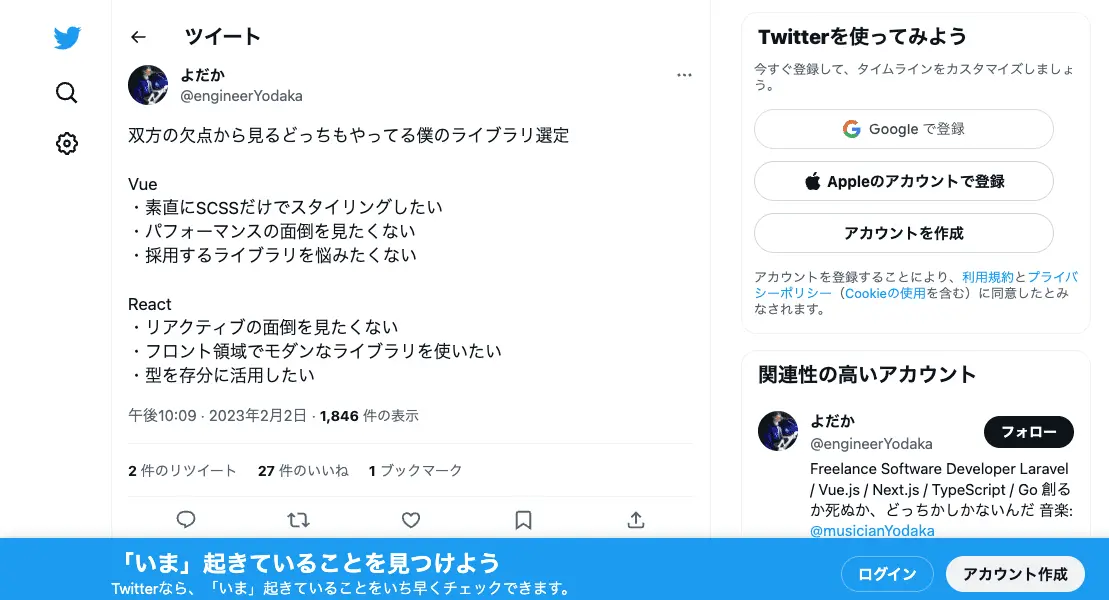 ツイート
よだか
@engineerYodaka
双方の欠点から見るどっちもやってる僕のライブラリ選定
Vue
・素直にSCSSだけでスタイリングしたい
・パフォーマンスの面倒を見たくない
・採用するライブラリを悩みたくない
React
・リアクティブの面倒を見たくない
・フロント領域でモダンなライブラリを使いたい
・型を存分に活用したい
午後10:09 · 2023年2月2日 · 1,846 件の表示
2 件のリツイート 27 件のいいね 1 ブックマーク
Twitterを使ってみよう
今すぐ登録して、タイムラインをカスタマイズしましょ
う。
Google で登録
Appleのアカウントで登録
アカウントを作成
アカウントを登録することにより、利用規約とプライバ
シーポリシー（Cookieの使用を含む）に同意したとみ
なされます。
関連性の高いアカウント
よだか
@engineerYodaka
フォロー
Freelance Software Developer Laravel
/ Vue.js / Next.js / TypeScript / Go 創る
か死ぬか、どっちかしかないんだ 音楽:
@musicianYodaka
「いま」起きていることを見つけよう
Twitterなら、「いま」起きていることをいち早くチェックできます。
ログイン
アカウント作成